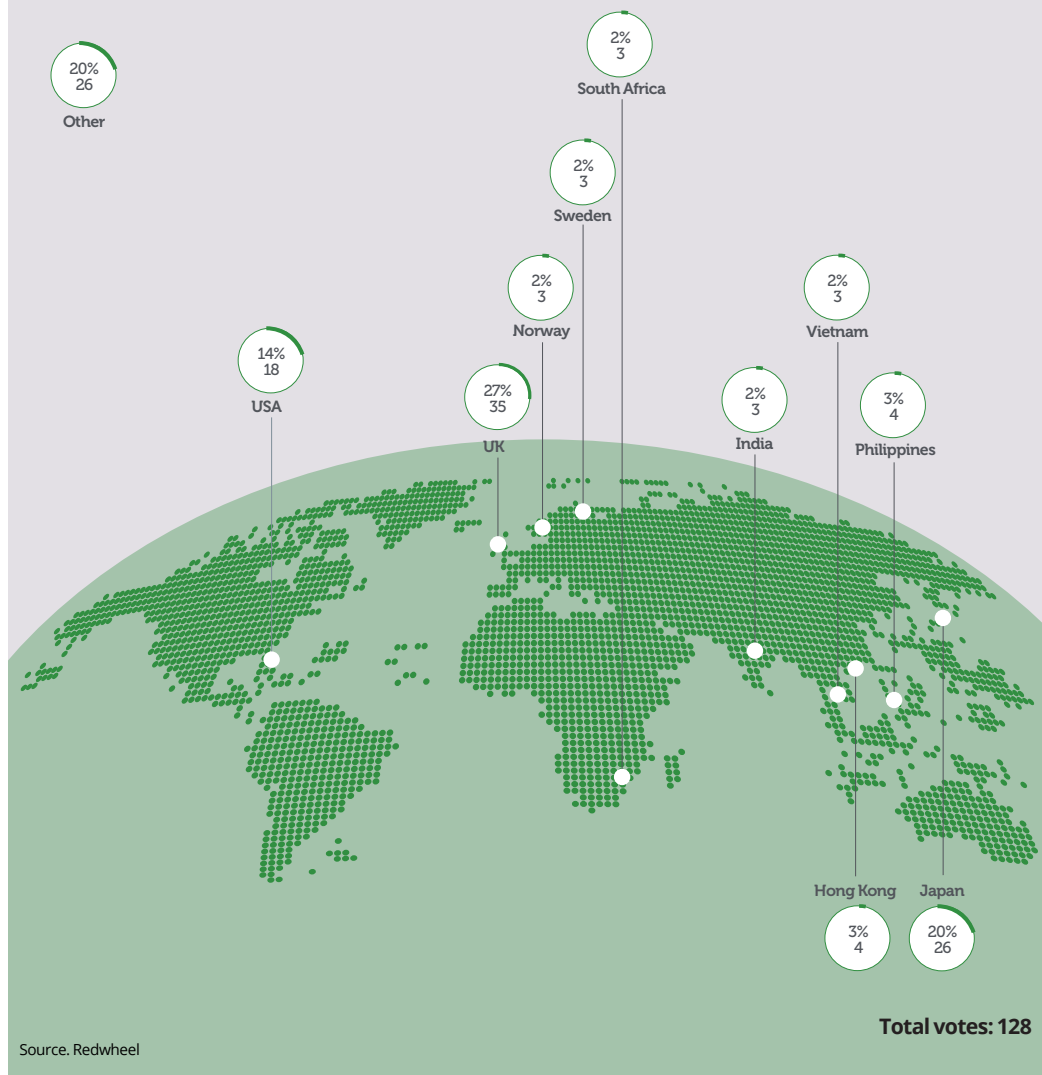 20%
26
Other
2%
3
South Africa
2%
3
Sweden
2%
3
Norway
2%
3
Vietnam
14%
18
USA
27%
35
UK
2%
3
India
3%
4
Philippines
Hong Kong
3%
4
Japan
20%
26
Total votes: 128
Source. Redwheel